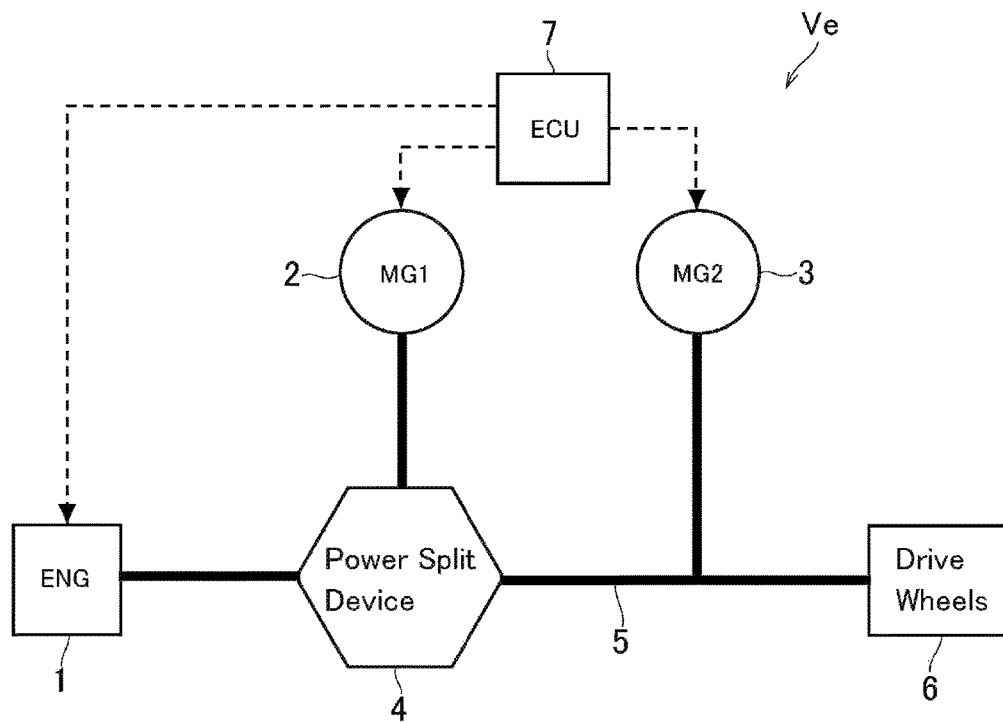 Ve
7
ECU
2
MG1
MG2
3
Power Split
Device
ENG
Drive
Wheels
1
4
5
6